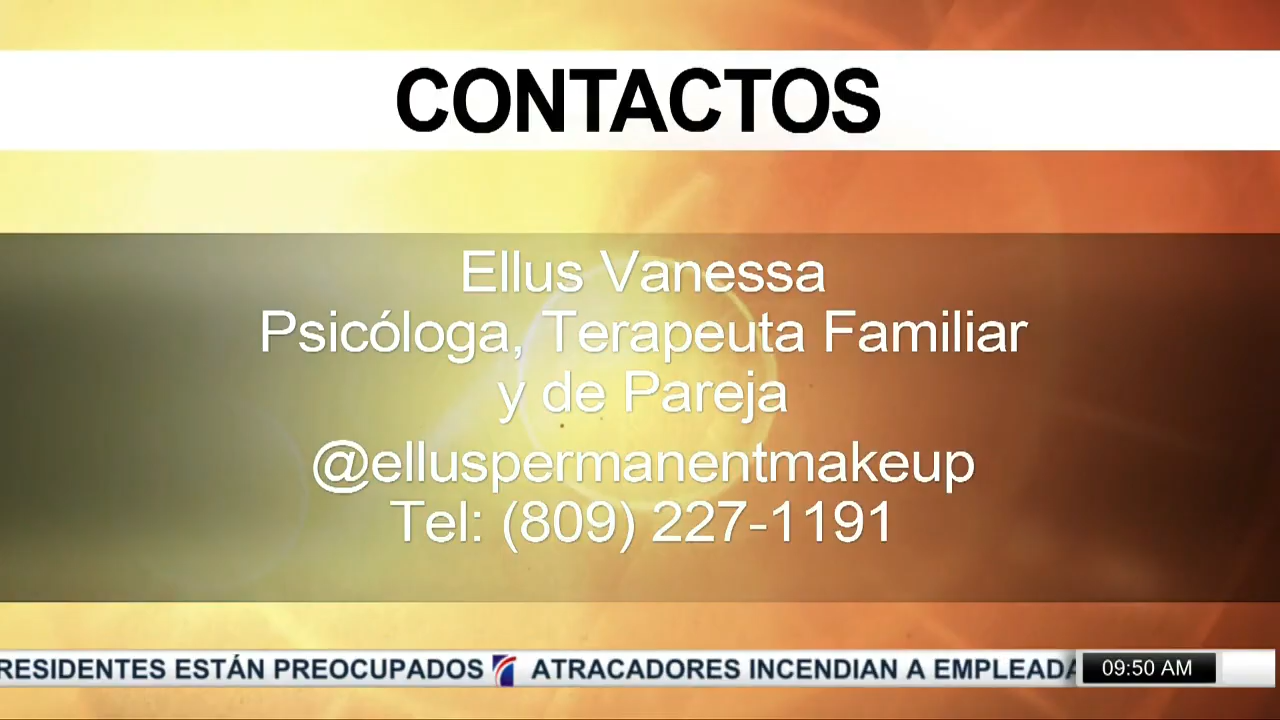 CONTACTOS
Ellus Vanessa
Psicóloga, Terapeuta Familiar
y de Pareja
@elluspermanentmakeup
Tel: (809) 227-1191
RESIDENTES ESTÁN PREOCUPADOS ATRACADORES INCENDIAN A EMPLEADA 09:50 AM